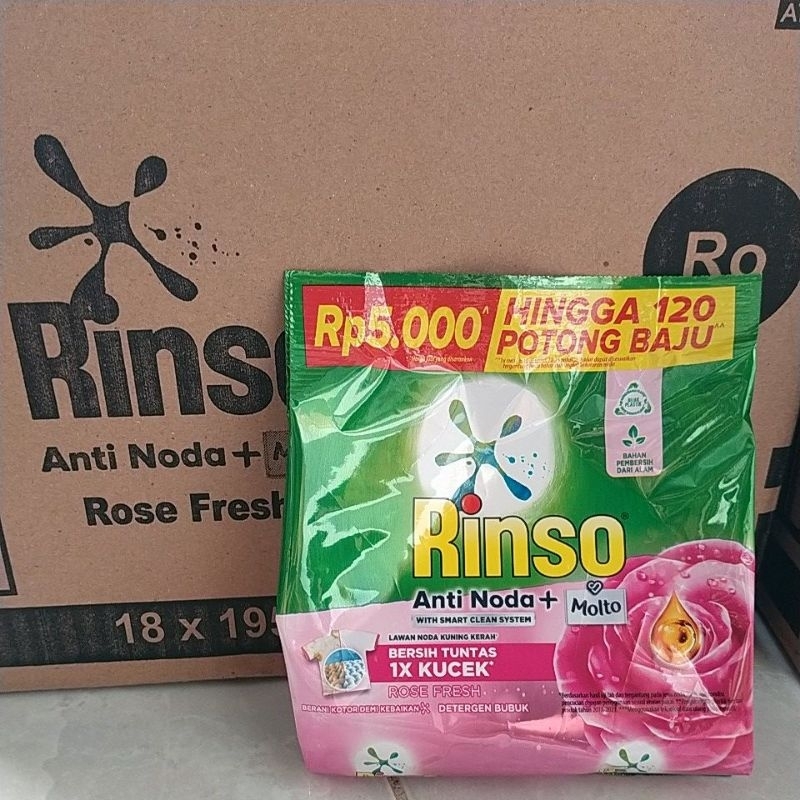 A
Ro
Rinso
Anti Noda +
Rose Fresh
18 x 195
Rp5.000^
HINGGA 120
POTONG BAJU^^
BIJAK
PLASTIK
BAHAN
PEMBERSIH
DARI ALAM
Rinso®
Anti Noda + Molto
WITH SMART CLEAN SYSTEM
LAWAN NODA KUNING KERAH*
BERSIH TUNTAS
1X KUCEK*
ROSE FRESH
BERANI KOTOR DEMI KEBAIKAN DETERGEN BUBUK